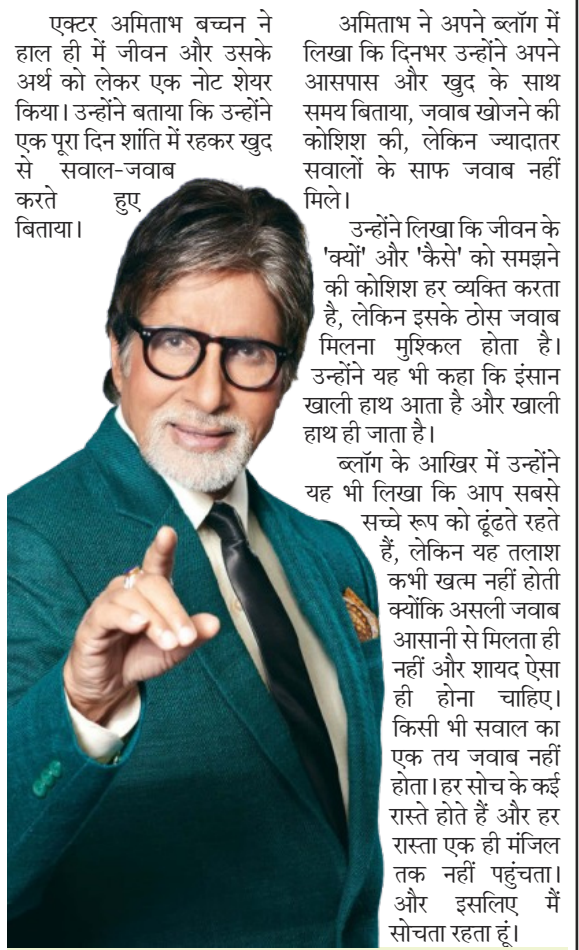 एक्टर अमिताभ बच्चन ने
हाल ही में जीवन और उसके
अर्थ को लेकर एक नोट शेयर
किया। उन्होंने बताया कि उन्होंने
एक पूरा दिन शांति में रहकर खुद
से सवाल-जवाब
करते हुए
बिताया।
अमिताभ ने अपने ब्लॉग में
लिखा कि दिनभर उन्होंने अपने
आसपास और खुद के साथ
समय बिताया, जवाब खोजने की
कोशिश की, लेकिन ज्यादातर
सवालों के साफ जवाब नहीं
मिले।
उन्होंने लिखा कि जीवन के
'क्यों' और 'कैसे' को समझने
की कोशिश हर व्यक्ति करता
है, लेकिन इसके ठोस जवाब
मिलना मुश्किल होता है।
उन्होंने यह भी कहा कि इंसान
खाली हाथ आता है और खाली
हाथ ही जाता है।
ब्लॉग के आखिर में उन्होंने
यह भी लिखा कि आप सबसे
सच्चे रूप को ढूंढते रहते
हैं, लेकिन यह तलाश
कभी खत्म नहीं होती
क्योंकि असली जवाब
आसानी से मिलता ही
नहीं और शायद ऐसा
ही होना चाहिए।
किसी भी सवाल का
एक तय जवाब नहीं
होता। हर सोच के कई
रास्ते होते हैं और हर
रास्ता एक ही मंजिल
तक नहीं पहुंचता।
और इसलिए मैं
सोचता रहता हूं।